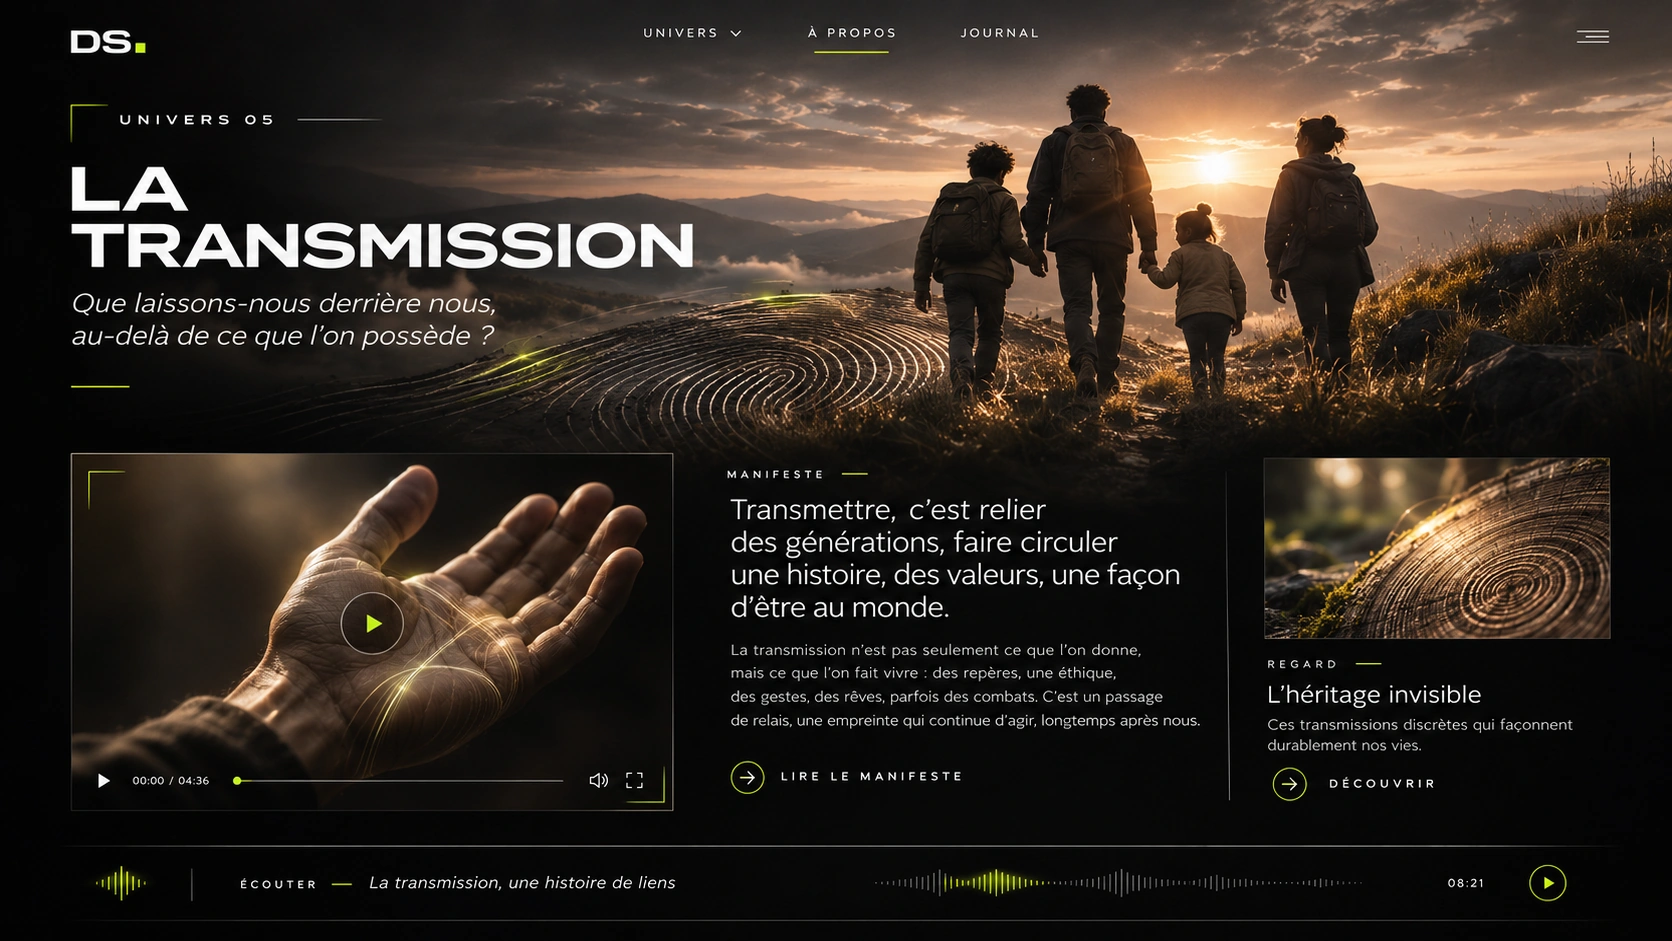 DS.
UNIVERS
À PROPOS
JOURNAL
UNIVERS 05
LA
TRANSMISSION
Que laissons-nous derrière nous,
au-delà de ce que l'on possède ?
00:00 / 04:36
MANIFESTE
Transmettre, c'est relier
des générations, faire circuler
une histoire, des valeurs, une façon
d'être au monde.
La transmission n'est pas seulement ce que l'on donne,
mais ce que l'on fait vivre : des repères, une éthique,
des gestes, des rêves, parfois des combats. C'est un passage
de relais, une empreinte qui continue d'agir, longtemps après nous.
LIRE LE MANIFESTE
REGARD
L'héritage invisible
Ces transmissions discrètes qui façonnent
durablement nos vies.
DÉCOUVRIR
ÉCOUTER — La transmission, une histoire de liens
08:21